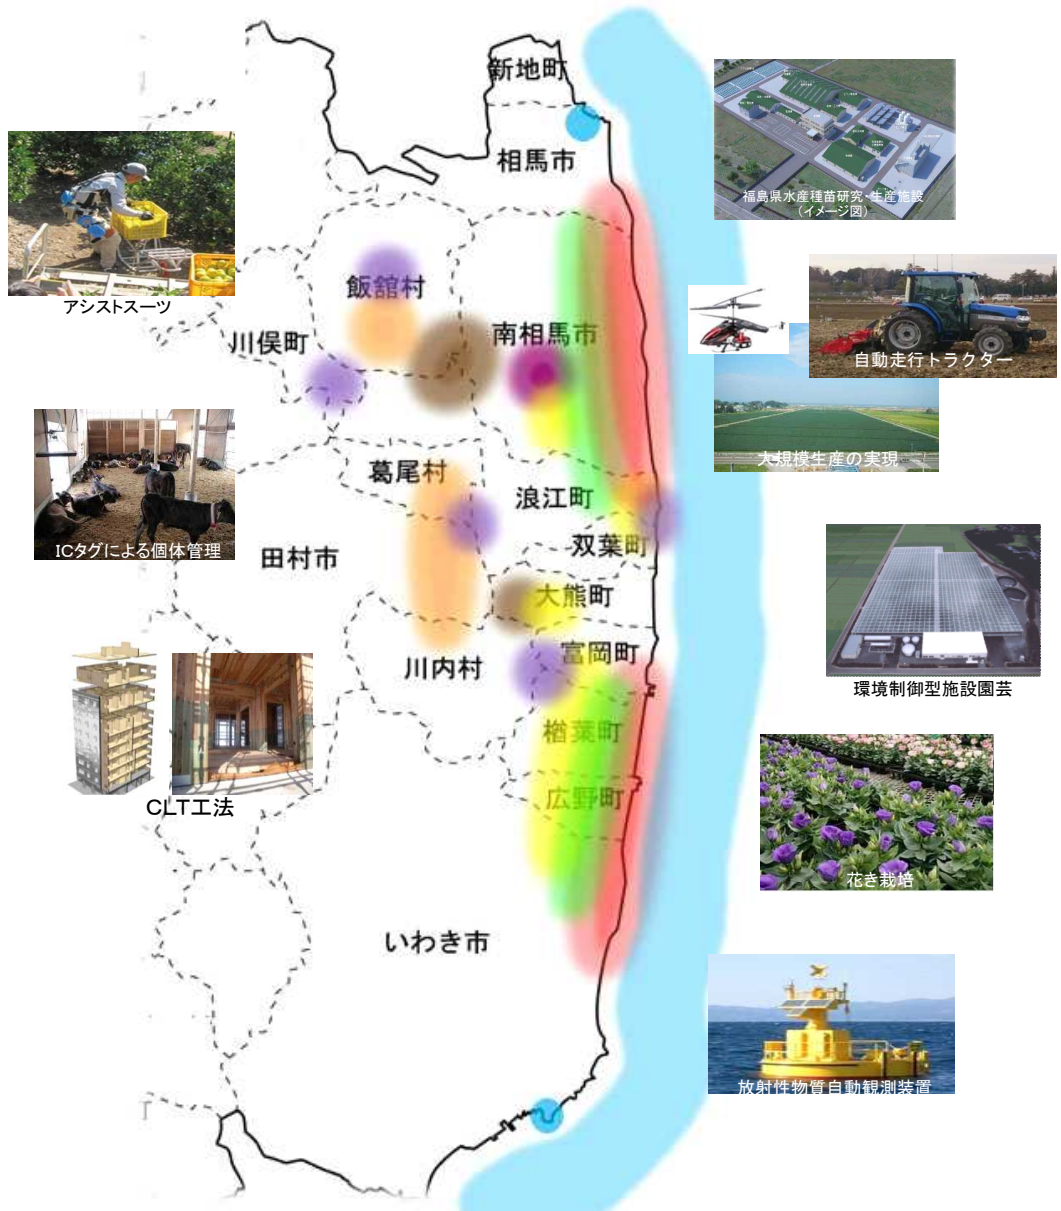 新地町
相馬市
福島県水産種苗研究・生産施設
(イメージ図)
アシストスーツ
飯舘村
川俣町
南相馬市
自動走行トラクター
大規模生産の実現
葛尾村
浪江町
ICタグによる個体管理
田村市
双葉町
大熊町
川内村
富岡町
環境制御型施設園芸
楢葉町
広野町
CLT工法
花き栽培
いわき市
放射性物質自動観測装置